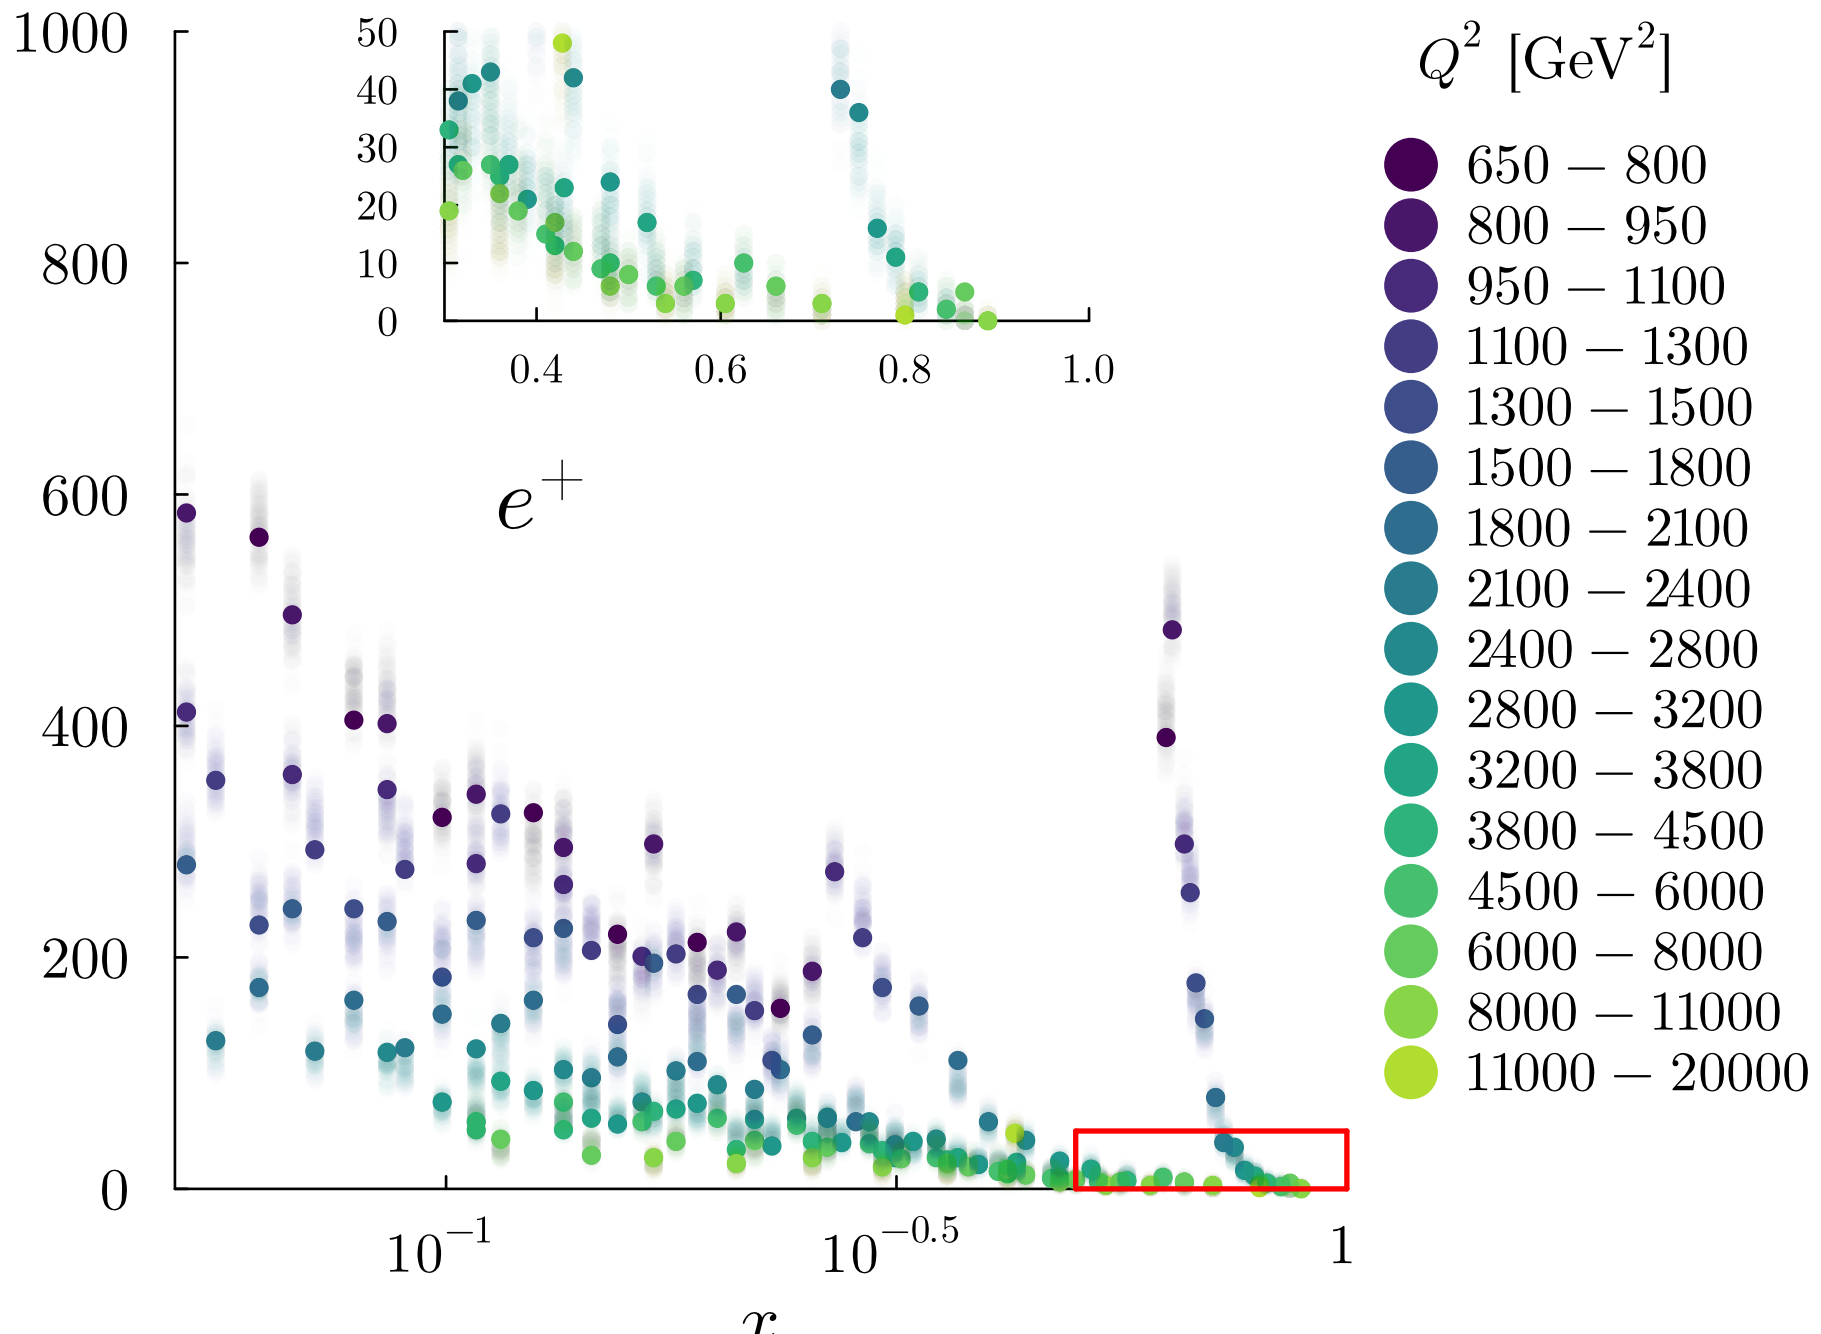 1000
800
600
400
200
0
50
40
30
20
10
0
0.4 0.6 0.8 1.0
e⁺
10⁻¹ 10⁻⁰·⁵ 1
x
Q² [GeV²]
650 − 800
800 − 950
950 − 1100
1100 − 1300
1300 − 1500
1500 − 1800
1800 − 2100
2100 − 2400
2400 − 2800
2800 − 3200
3200 − 3800
3800 − 4500
4500 − 6000
6000 − 8000
8000 − 11000
11000 − 20000